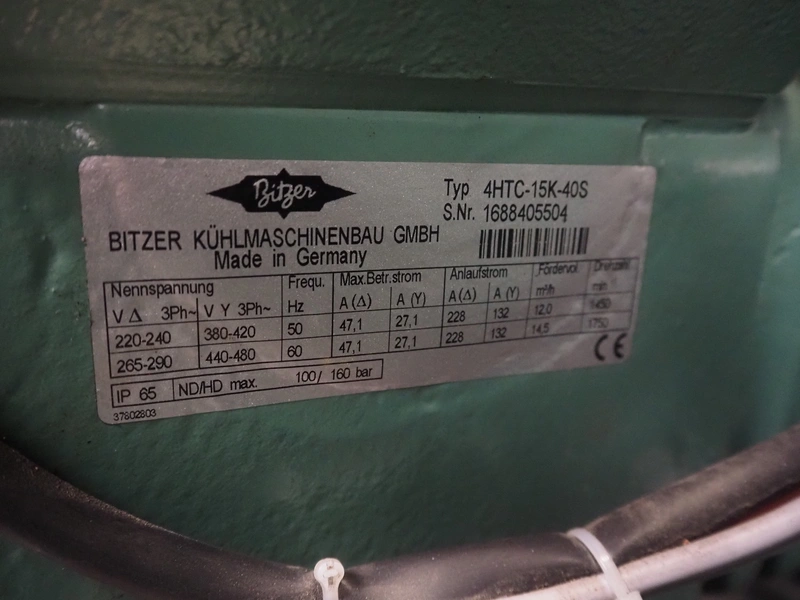 Bitzer
Typ 4HTC-15K-40S
S.Nr. 1688405504
BITZER KÜHLMASCHINENBAU GMBH
Made in Germany
Nennspannung Frequ. Max.Betr.strom Anlaufstrom Fördervol. Drehzahl
V Δ 3Ph~ V Y 3Ph~ Hz A (Δ) A (Y) A (Δ) A (Y) m³/h min⁻¹
220-240 380-420 50 47,1 27,1 228 132 12,0 1450
265-290 440-480 60 47,1 27,1 228 132 14,5 1750
IP 65 ND/HD max. 100/ 160 bar
CE
37802803